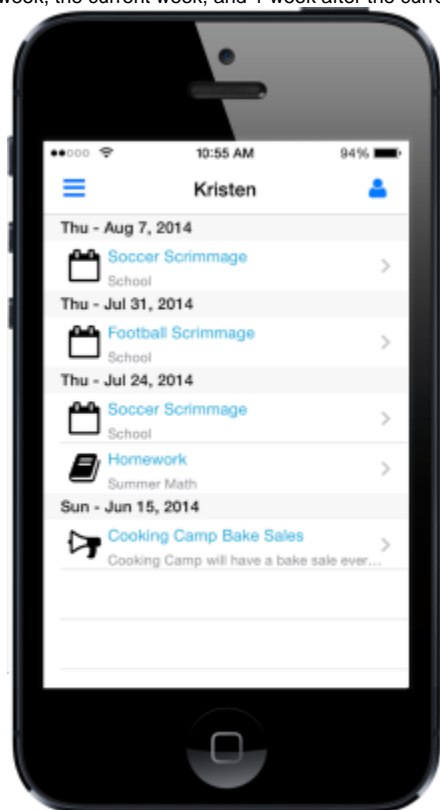 week, the current week, and 1 week after the curre
10:55 AM
94%
Kristen
Thu - Aug 7, 2014
Soccer Scrimmage
School
Thu - Jul 31, 2014
Football Scrimmage
School
Thu - Jul 24, 2014
Soccer Scrimmage
School
Homework
Summer Math
Sun - Jun 15, 2014
Cooking Camp Bake Sales
Cooking Camp will have a bake sale ever...